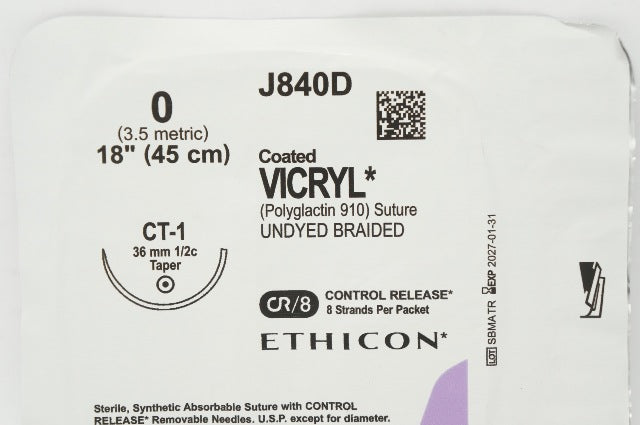 J840D
0
(3.5 metric)
18" (45 cm)
Coated
VICRYL*
(Polyglactin 910) Suture
UNDYED BRAIDED
CT-1
36 mm 1/2c
Taper
CR/8
CONTROL RELEASE*
8 Strands Per Packet
ETHICON*
LOT SBMATR EXP 2027-01-31
Sterile, Synthetic Absorbable Suture with CONTROL
RELEASE* Removable Needles. U.S.P. except for diameter.